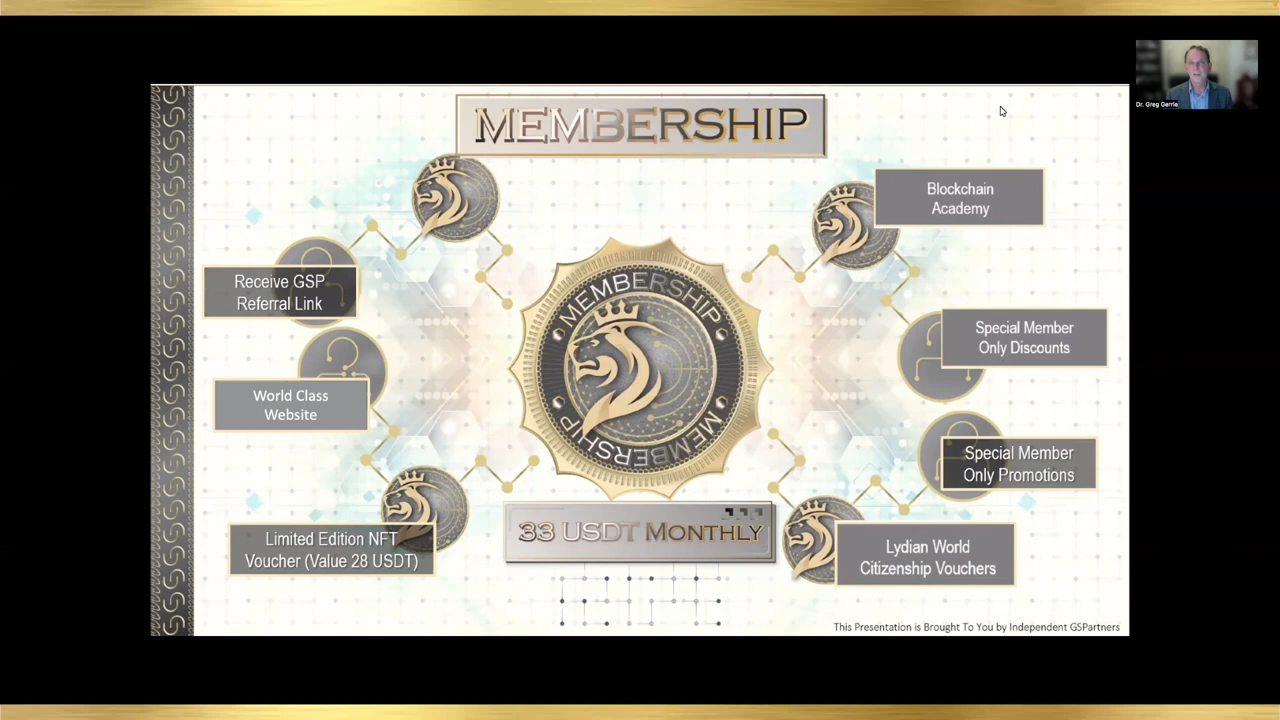 MEMBERSHIP
Dr. Greg Gerrie
Blockchain
Academy
Receive GSP
Referral Link
Special Member
Only Discounts
World Class
Website
MEMBERSHIP
MEMBERSHIP
Special Member
Only Promotions
33 USDT MONTHLY
Limited Edition NFT
Voucher (Value 28 USDT)
Lydian World
Citizenship Vouchers
This Presentation is Brought To You by Independent GSPartners